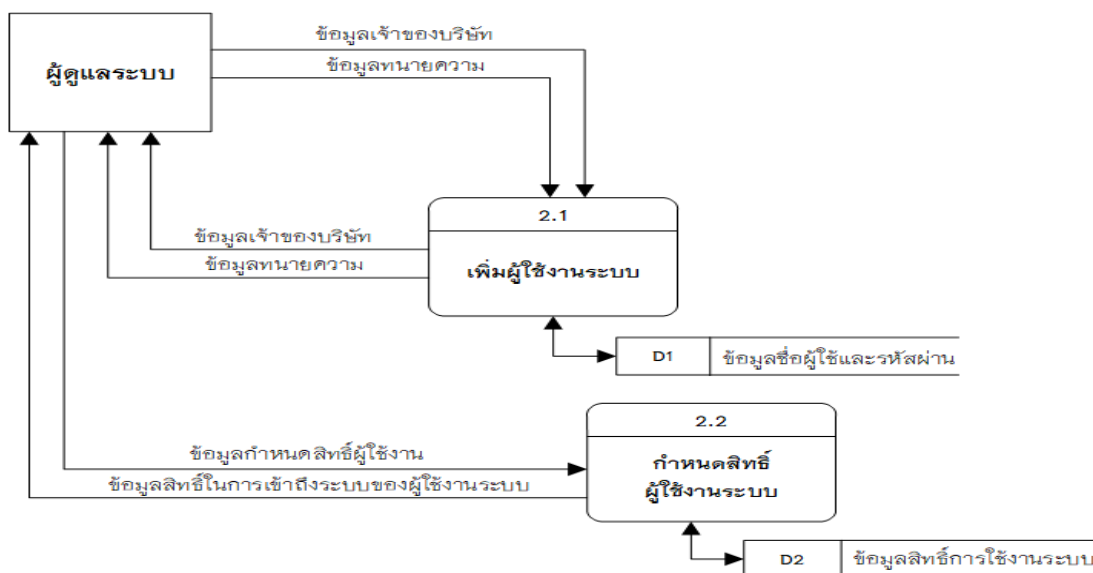 ข้อมูลเจ้าของบริษัท
ผู้ดูแลระบบ
ข้อมูลทนายความ
2.1
ข้อมูลเจ้าของบริษัท
ข้อมูลทนายความ
เพิ่มผู้ใช้งานระบบ
D1 ข้อมูลชื่อผู้ใช้และรหัสผ่าน
2.2
ข้อมูลกำหนดสิทธิ์ผู้ใช้งาน
กำหนดสิทธิ์
ผู้ใช้งานระบบ
ข้อมูลสิทธิ์ในการเข้าถึงระบบของผู้ใช้งานระบบ
D2 ข้อมูลสิทธิ์การใช้งานระบบ